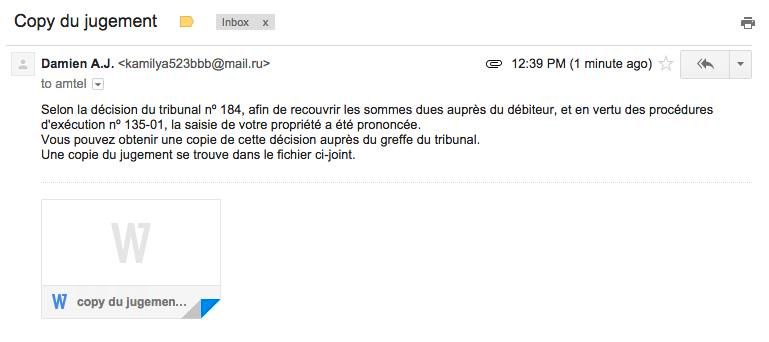 Copy du jugement
Inbox x
Damien A.J. <kamilya523bbb@mail.ru>
12:39 PM (1 minute ago)
to amtel
Selon la décision du tribunal nº 184, afin de recouvrir les sommes dues auprès du débiteur, et en vertu des procédures
d'exécution nº 135-01, la saisie de votre propriété a été prononcée.
Vous pouvez obtenir une copie de cette décision auprès du greffe du tribunal.
Une copie du jugement se trouve dans le fichier ci-joint.
W
W copy du jugemen...